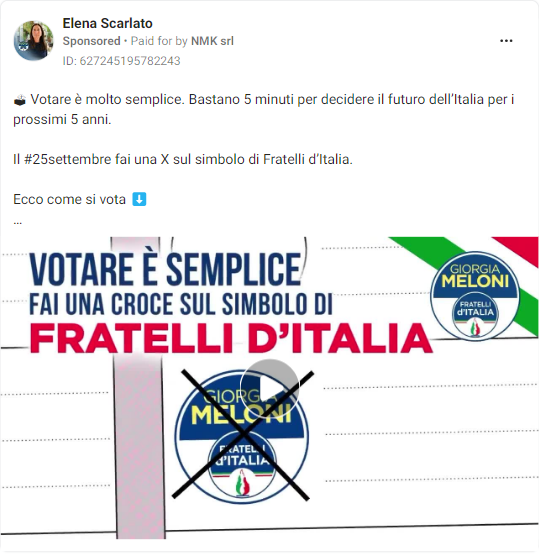 Elena Scarlato
Sponsored • Paid for by NMK srl
ID: 627245195782243
🗳 Votare è molto semplice. Bastano 5 minuti per decidere il futuro dell’Italia per i
prossimi 5 anni.
Il #25settembre fai una X sul simbolo di Fratelli d’Italia.
Ecco come si vota ⬇
...
VOTARE È SEMPLICE
FAI UNA CROCE SUL SIMBOLO DI
FRATELLI D’ITALIA
GIORGIA
MELONI
FRATELLI
d’ITALIA
GIORGIA
MELONI
FRATELLI
d’ITALIA